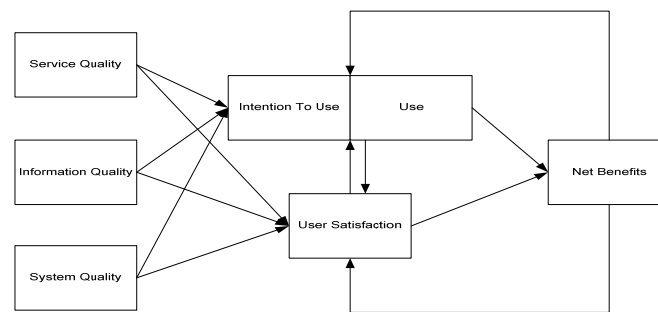 Service Quality
Intention To Use
Use
Information Quality
Net Benefits
User Satisfaction
System Quality